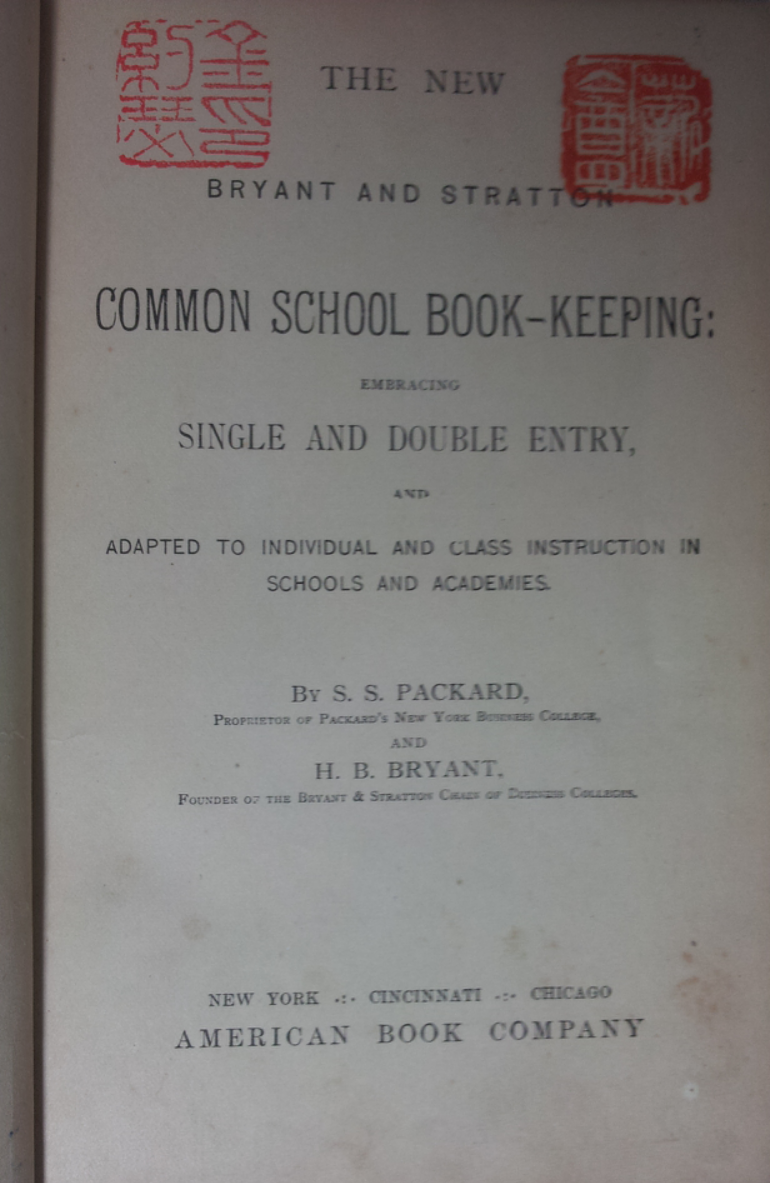 THE NEW
BRYANT AND STRATTON
COMMON SCHOOL BOOK-KEEPING:
EMBRACING
SINGLE AND DOUBLE ENTRY,
AND
ADAPTED TO INDIVIDUAL AND CLASS INSTRUCTION IN
SCHOOLS AND ACADEMIES.
BY S. S. PACKARD,
PROPRIETOR OF PACKARD'S NEW YORK BUSINESS COLLEGE,
AND
H. B. BRYANT,
FOUNDER OF THE BRYANT & STRATTON CHAIN OF BUSINESS COLLEGES.
NEW YORK ·:· CINCINNATI ·:· CHICAGO
AMERICAN BOOK COMPANY